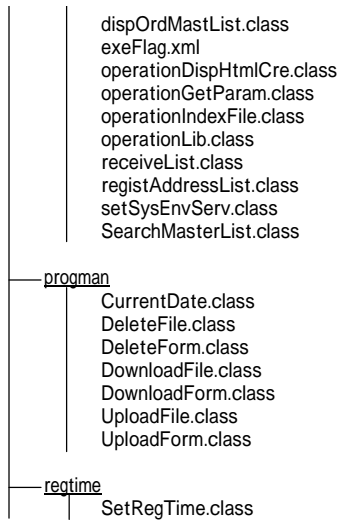 dispOrdMastList.class
exeFlag.xml
operationDispHtmlCre.class
operationGetParam.class
operationIndexFile.class
operationLib.class
receiveList.class
registAddressList.class
setSysEnvServ.class
SearchMasterList.class
progman
CurrentDate.class
DeleteFile.class
DeleteForm.class
DownloadFile.class
DownloadForm.class
UploadFile.class
UploadForm.class
regtime
SetRegTime.class